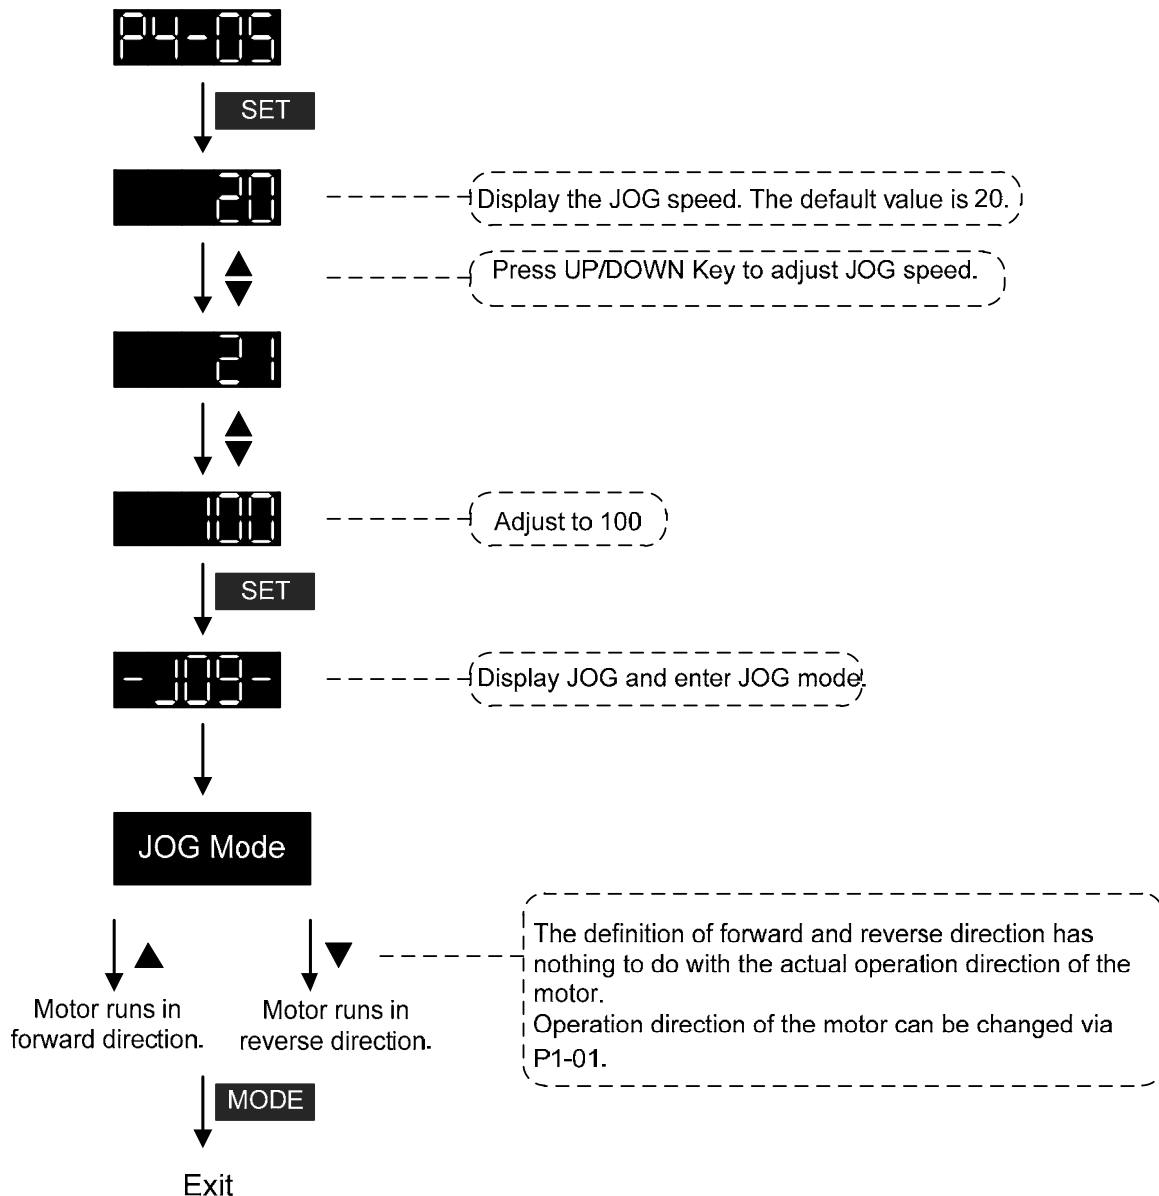 P4-05
SET
20
Display the JOG speed. The default value is 20.
Press UP/DOWN Key to adjust JOG speed.
21
100
Adjust to 100
SET
-JOG-
Display JOG and enter JOG mode.
JOG Mode
The definition of forward and reverse direction has
nothing to do with the actual operation direction of the
motor.
Operation direction of the motor can be changed via
P1-01.
Motor runs in
forward direction.
Motor runs in
reverse direction.
MODE
Exit